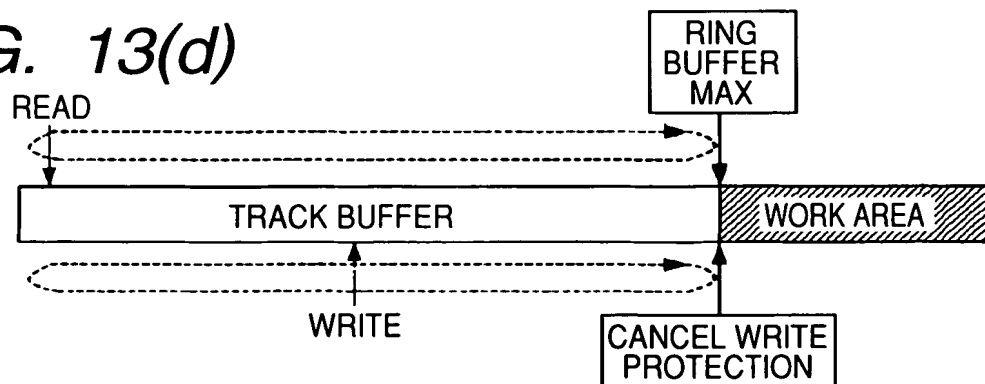 G. 13(d)
RING
BUFFER
MAX
READ
TRACK BUFFER
WORK AREA
WRITE
CANCEL WRITE
PROTECTION